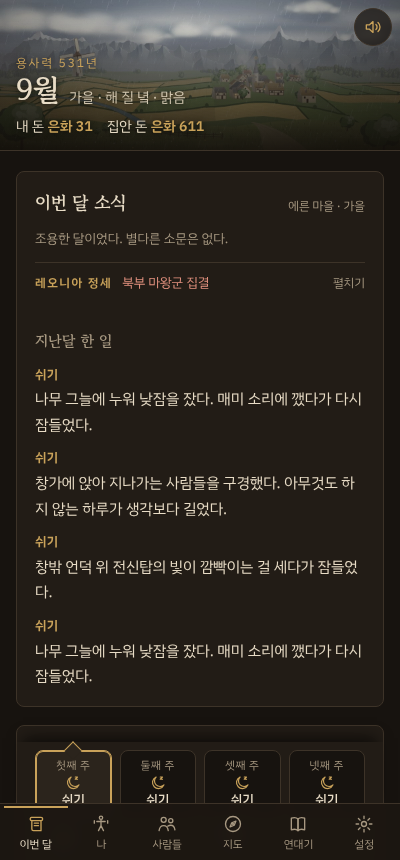 용사력 531년
9월 가을 · 해 질 녘 · 맑음
내 돈 은화 31 집안 돈 은화 611
이번 달 소식
에른 마을 · 가을
조용한 달이었다. 별다른 소문은 없다.
레오니아 정세 북부 마왕군 집결 펼치기
지난달 한 일
쉬기
나무 그늘에 누워 낮잠을 잤다. 매미 소리에 깼다가 다시
잠들었다.
쉬기
창가에 앉아 지나가는 사람들을 구경했다. 아무것도 하
지 않는 하루가 생각보다 길었다.
쉬기
창밖 언덕 위 전신탑의 빛이 깜빡이는 걸 세다가 잠들었
다.
쉬기
나무 그늘에 누워 낮잠을 잤다. 매미 소리에 깼다가 다시
잠들었다.
첫째 주 둘째 주 셋째 주 넷째 주
쉬기 쉬기 쉬기 쉬기
이번 달 나 사람들 지도 연대기 설정